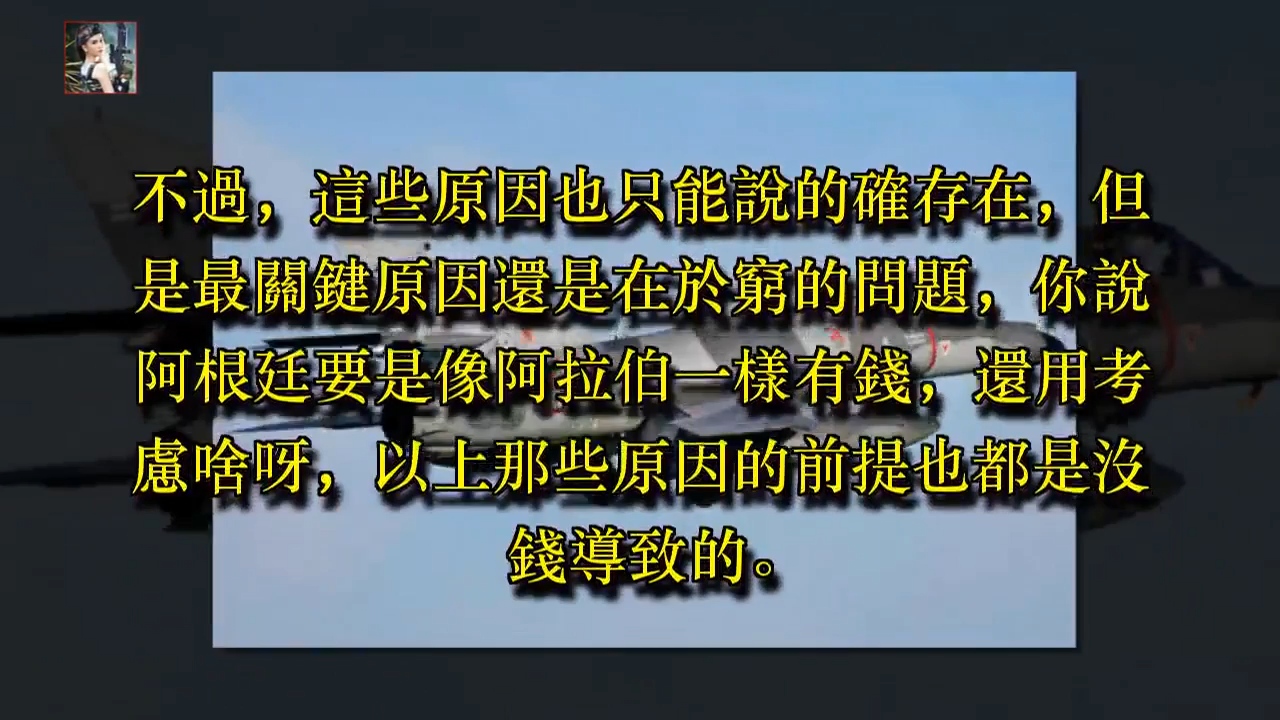 不過，這些原因也只能說的確存在，但
是最關鍵原因還是在於窮的問題，你說
阿根廷要是像阿拉伯一樣有錢，還用考
慮啥呀，以上那些原因的前提也都是沒
錢導致的。